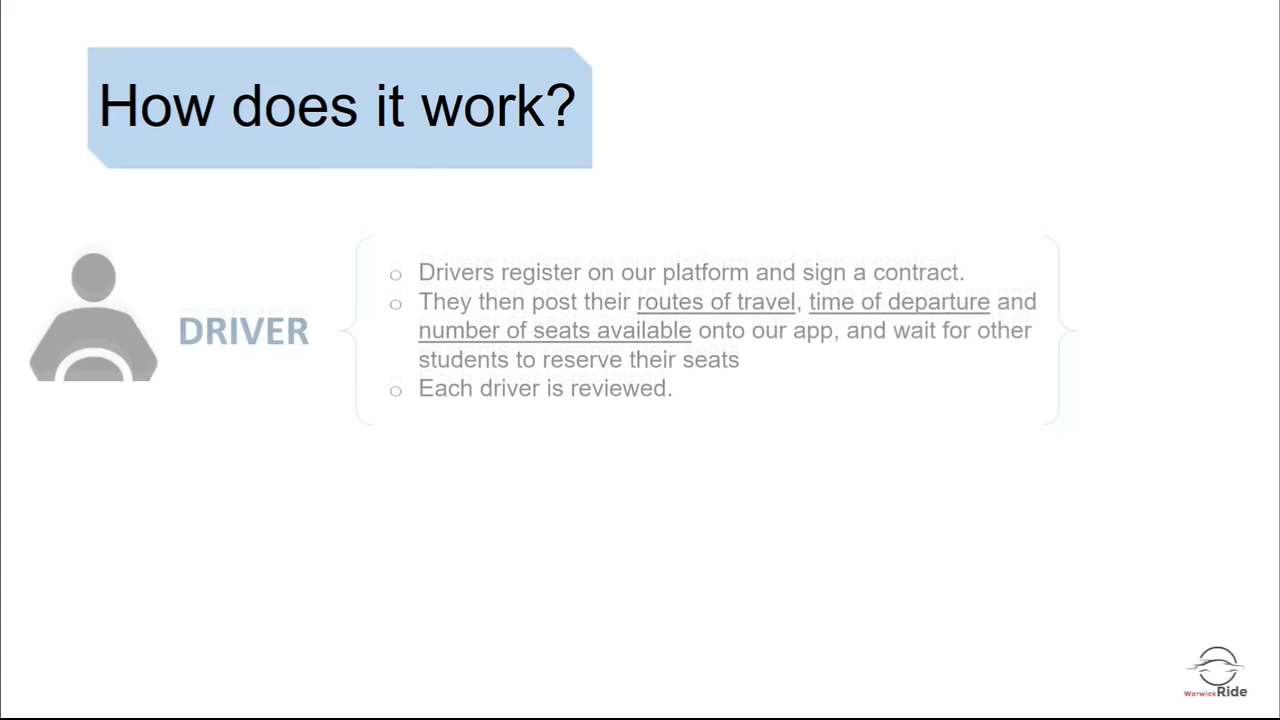 How does it work?
DRIVER
o Drivers register on our platform and sign a contract.
o They then post their routes of travel, time of departure and
number of seats available onto our app, and wait for other
students to reserve their seats
o Each driver is reviewed.
WarwickRide